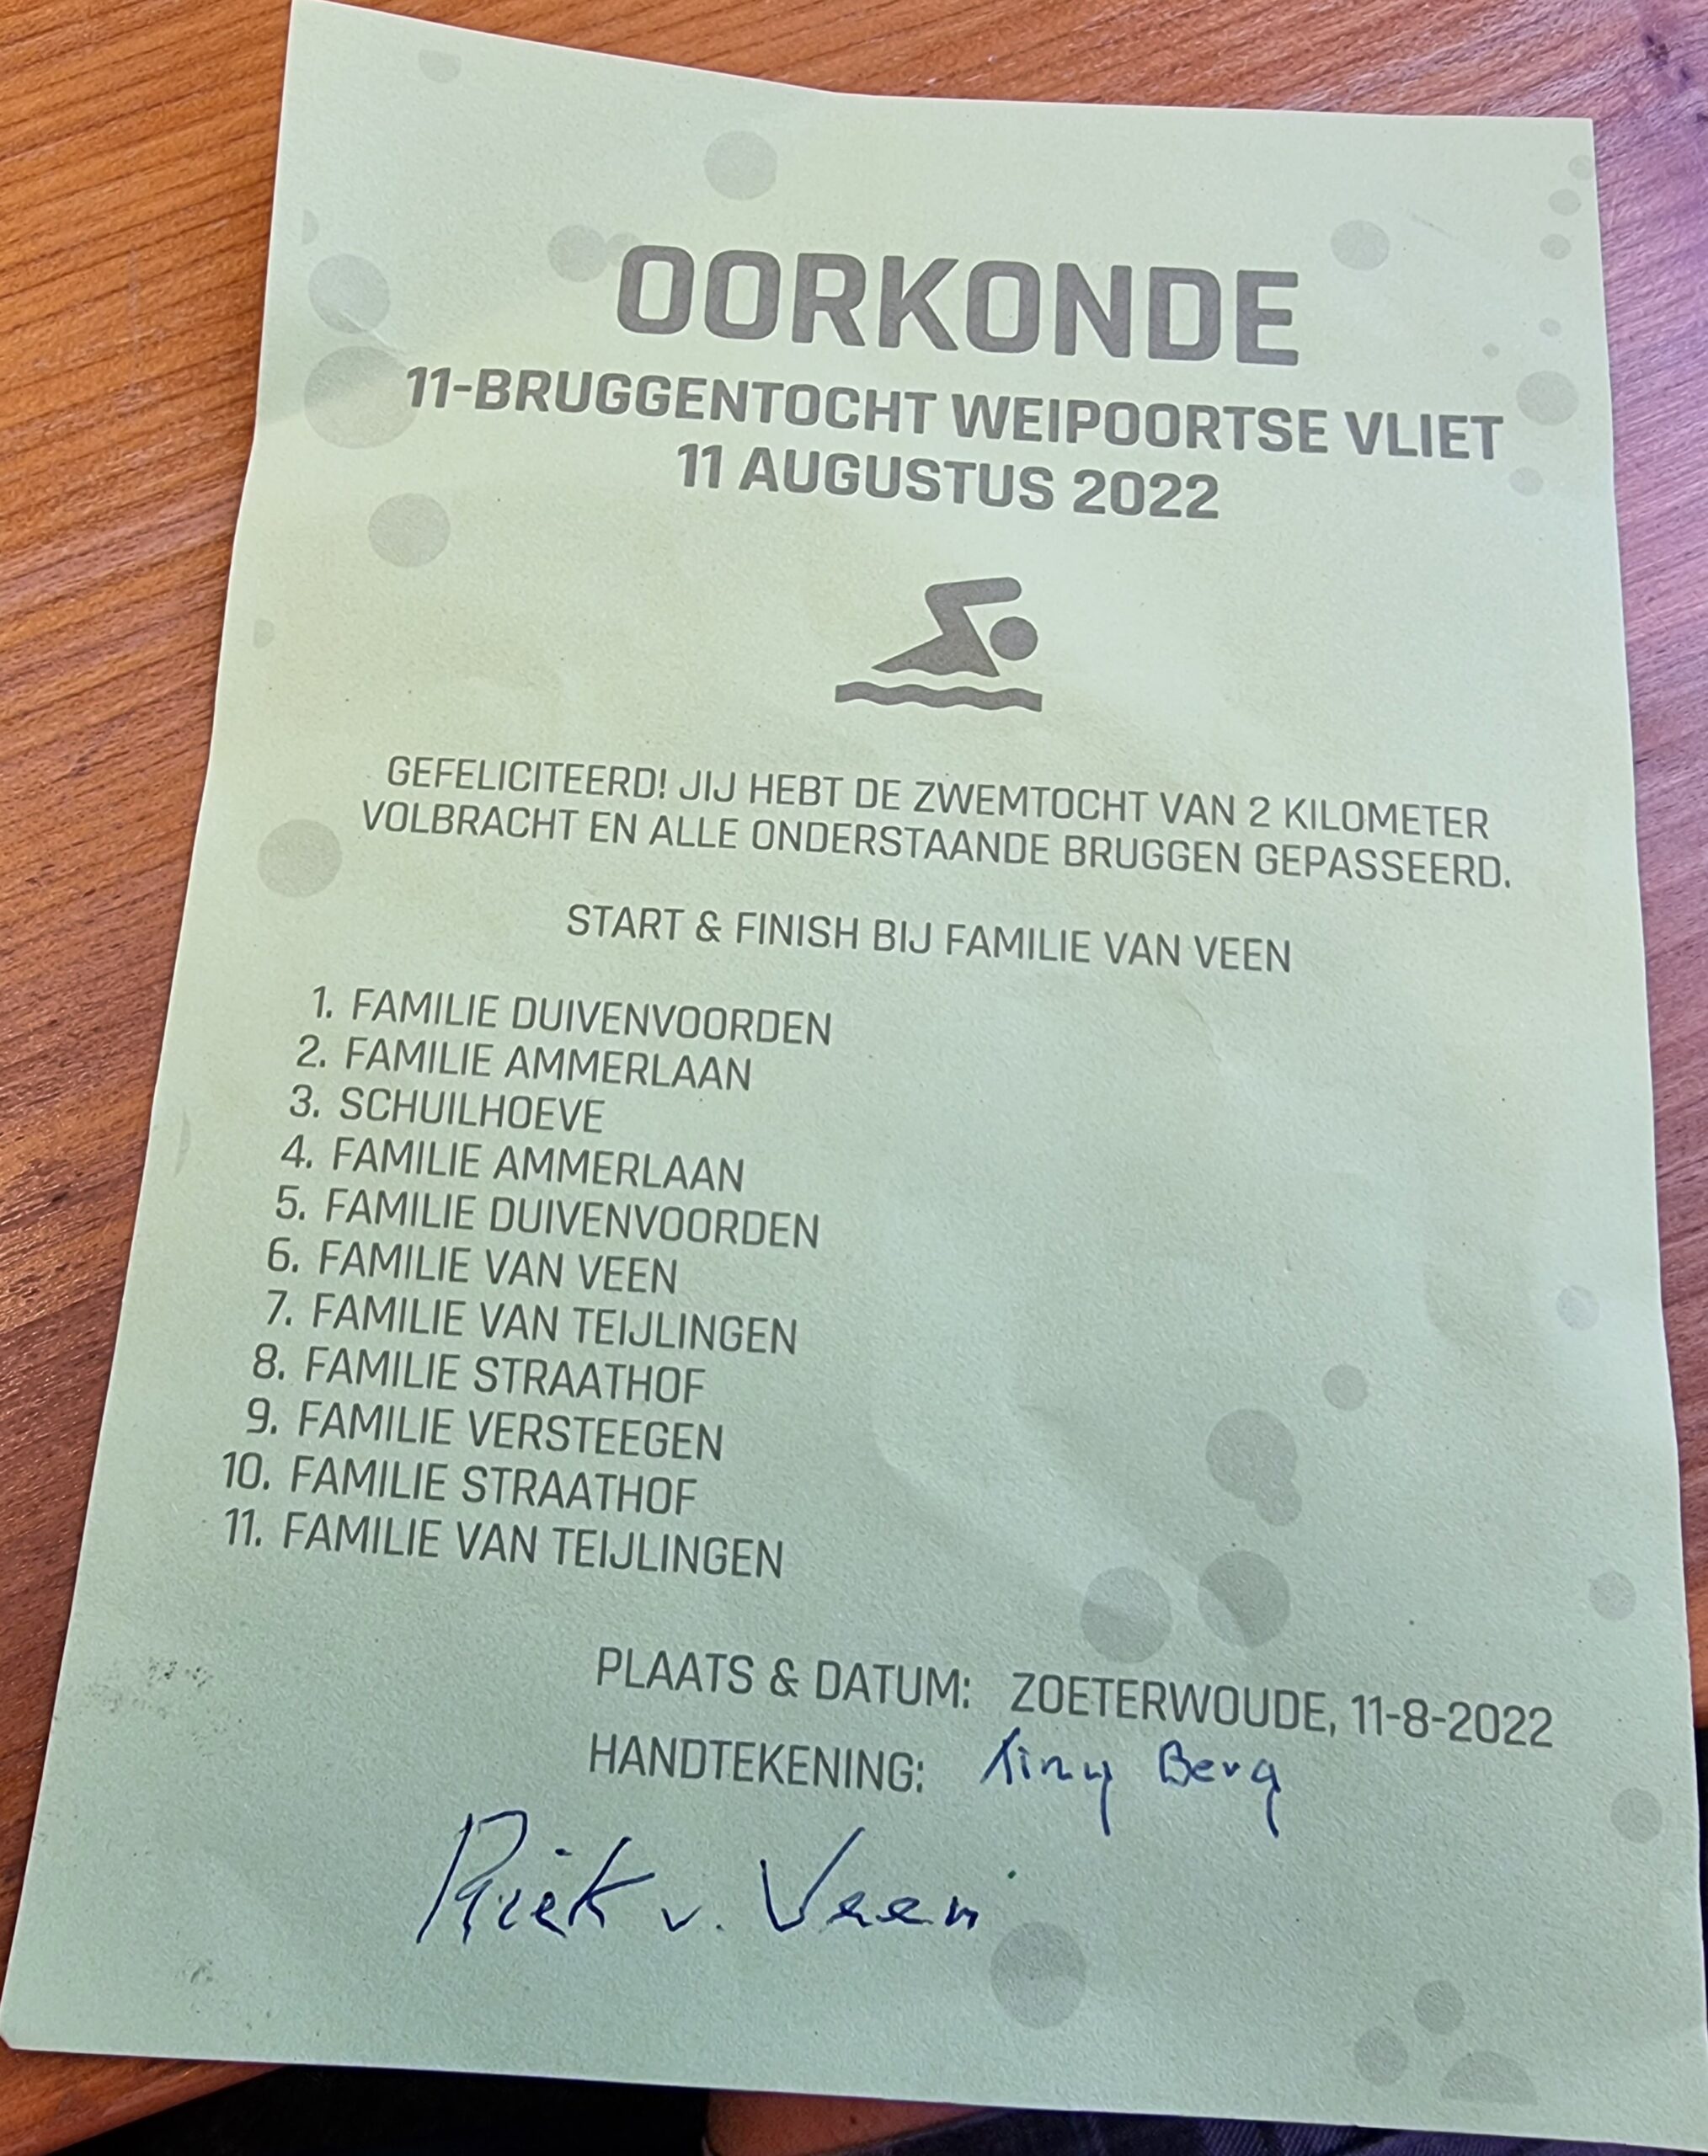 OORKONDE
11-BRUGGENTOCHT WEIPOORTSE VLIET
11 AUGUSTUS 2022
GEFELICITEERD! JIJ HEBT DE ZWEMTOCHT VAN 2 KILOMETER
VOLBRACHT EN ALLE ONDERSTAANDE BRUGGEN GEPASSEERD.
START & FINISH BIJ FAMILIE VAN VEEN
1. FAMILIE DUIVENVOORDEN
2. FAMILIE AMMERLAAN
3. SCHUILHOEVE
4. FAMILIE AMMERLAAN
5. FAMILIE DUIVENVOORDEN
6. FAMILIE VAN VEEN
7. FAMILIE VAN TEIJLINGEN
8. FAMILIE STRAATHOF
9. FAMILIE VERSTEEGEN
10. FAMILIE STRAATHOF
11. FAMILIE VAN TEIJLINGEN
PLAATS & DATUM: ZOETERWOUDE, 11-8-2022
HANDTEKENING: Tiny Berg
v. Veen